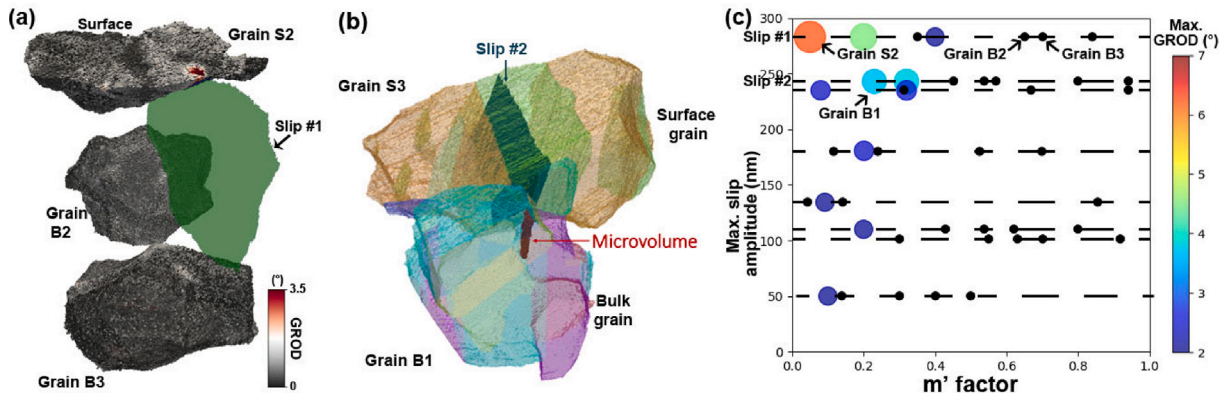 (a)
Surface
Grain S2
Slip #1
Grain
B2
Grain B3
(°)
3.5
GROD
0
(b)
Slip #2
Grain S3
Surface
grain
Microvolume
Bulk
grain
Grain B1
(c)
300
Slip #1
Grain S2
Grain B2
Grain B3
Slip #2
250
Grain B1
200
150
100
50
0
Max. slip
amplitude (nm)
0.0 0.2 0.4 0.6 0.8 1.0
m' factor
Max.
GROD (°)
7
6
5
4
3
2